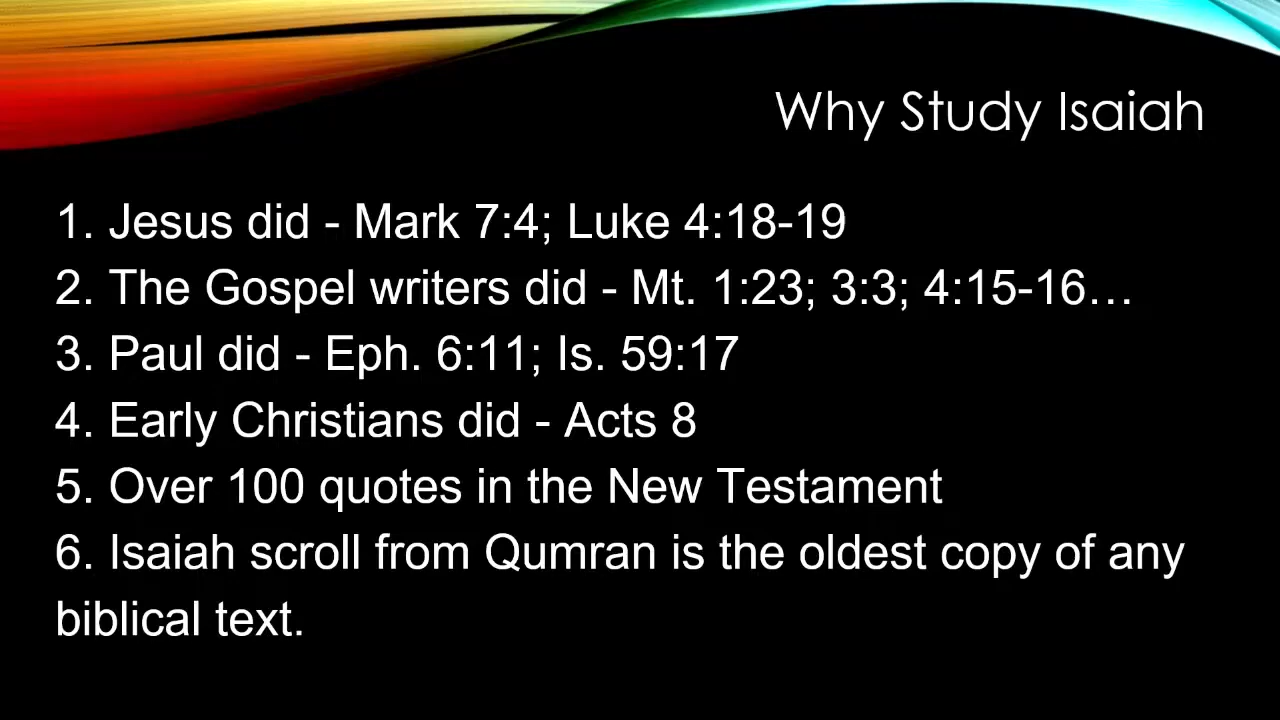 Why Study Isaiah
1. Jesus did - Mark 7:4; Luke 4:18-19
2. The Gospel writers did - Mt. 1:23; 3:3; 4:15-16…
3. Paul did - Eph. 6:11; Is. 59:17
4. Early Christians did - Acts 8
5. Over 100 quotes in the New Testament
6. Isaiah scroll from Qumran is the oldest copy of any
biblical text.